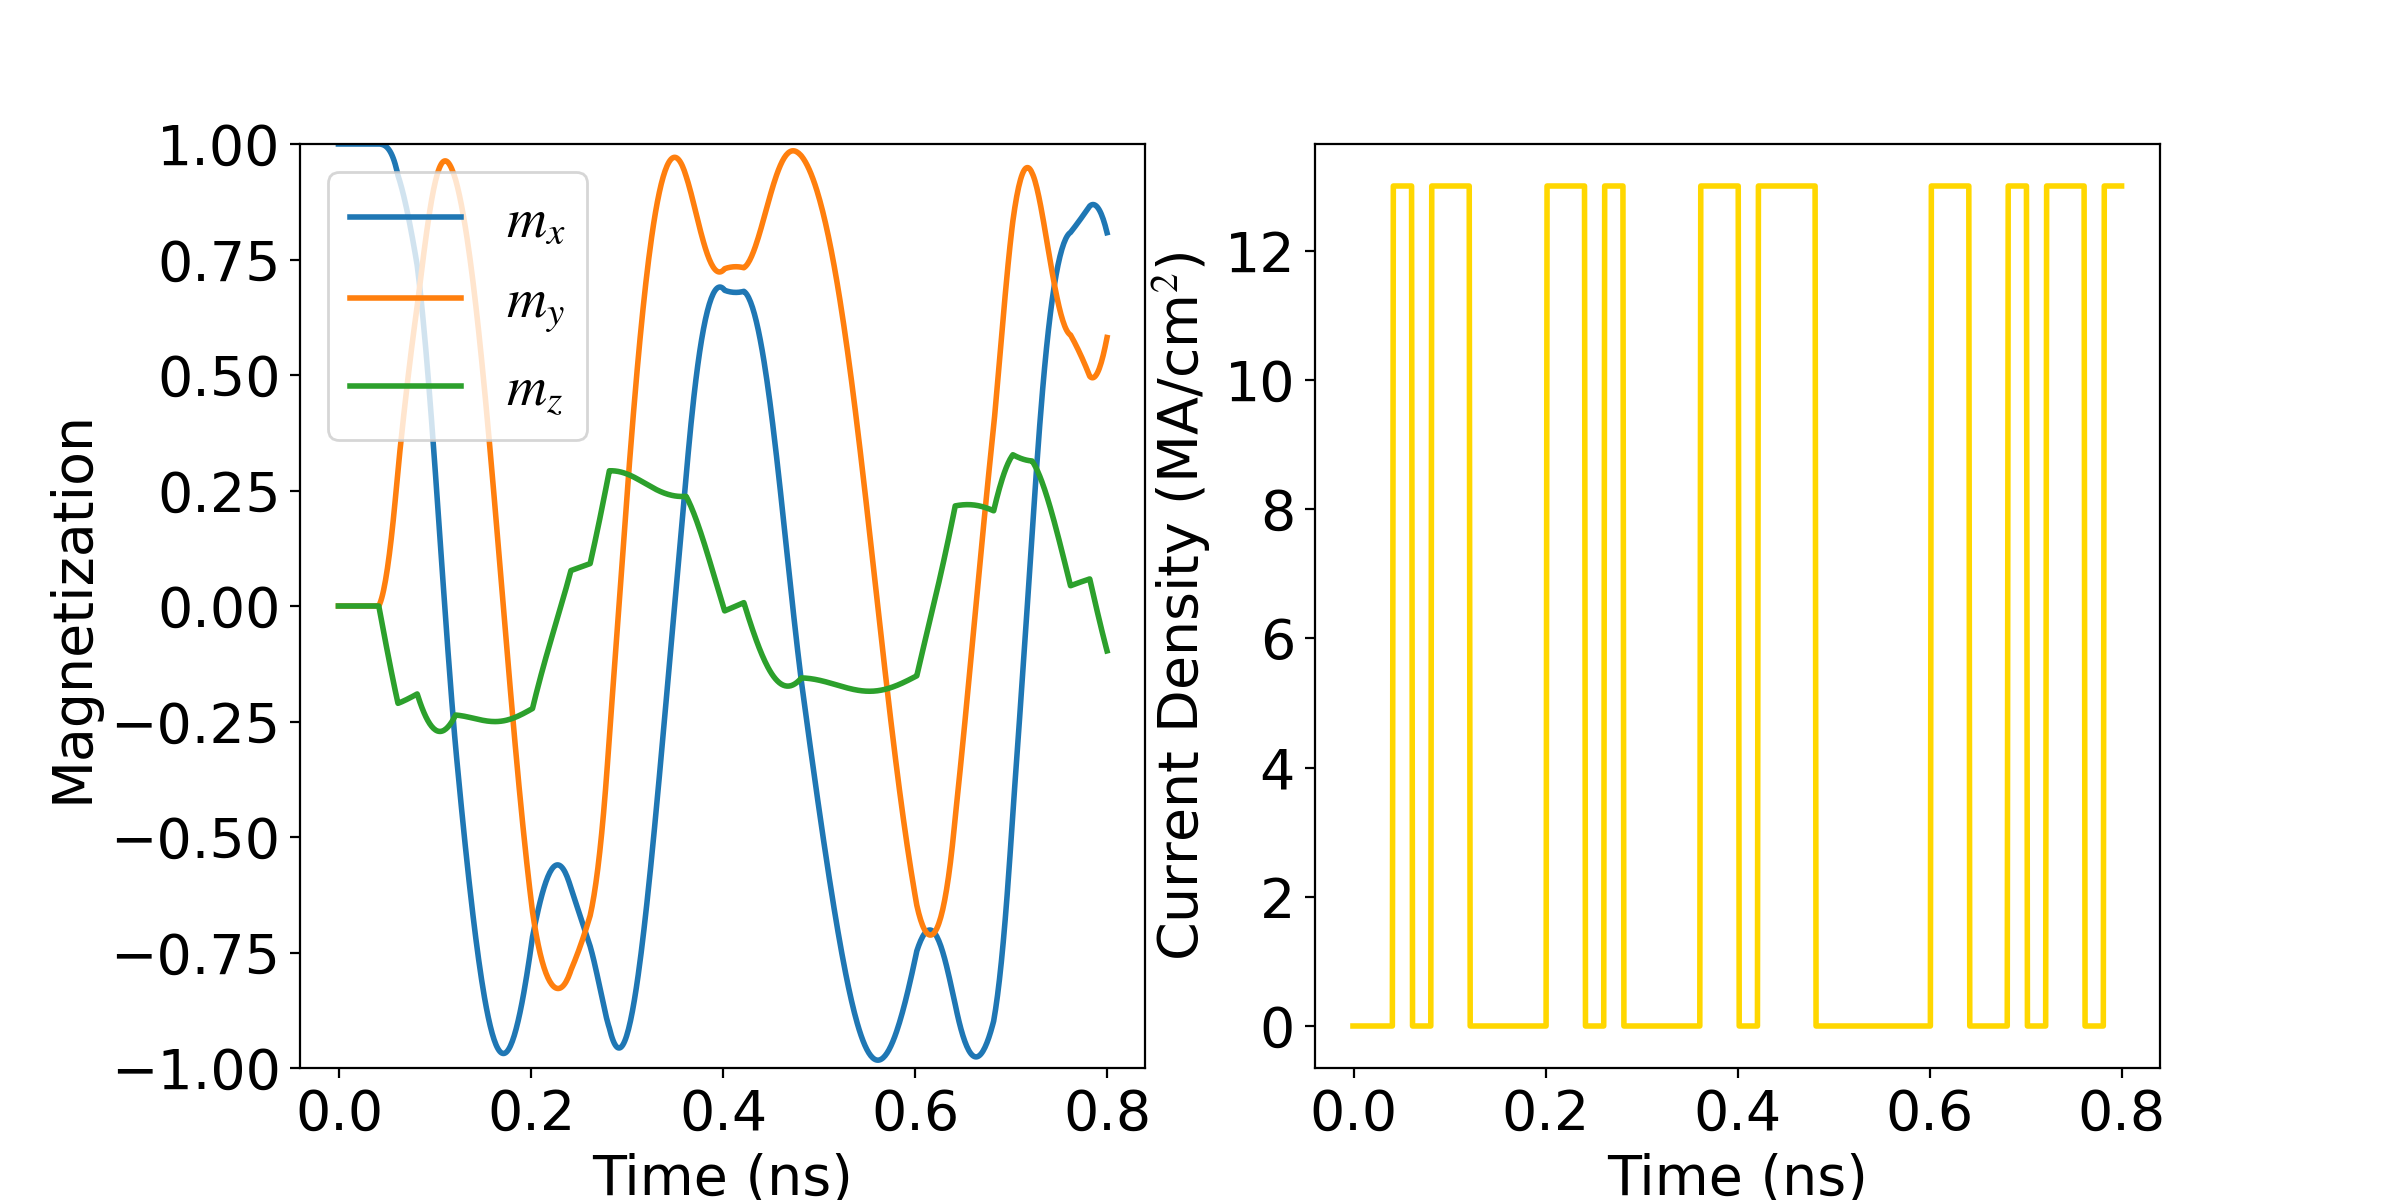 1.00
0.75
0.50
0.25
0.00
−0.25
−0.50
−0.75
−1.00
Magnetization
m_x
m_y
m_z
0.0 0.2 0.4 0.6 0.8
Time (ns)
12
10
8
6
4
2
0
Current Density (MA/cm²)
0.0 0.2 0.4 0.6 0.8
Time (ns)